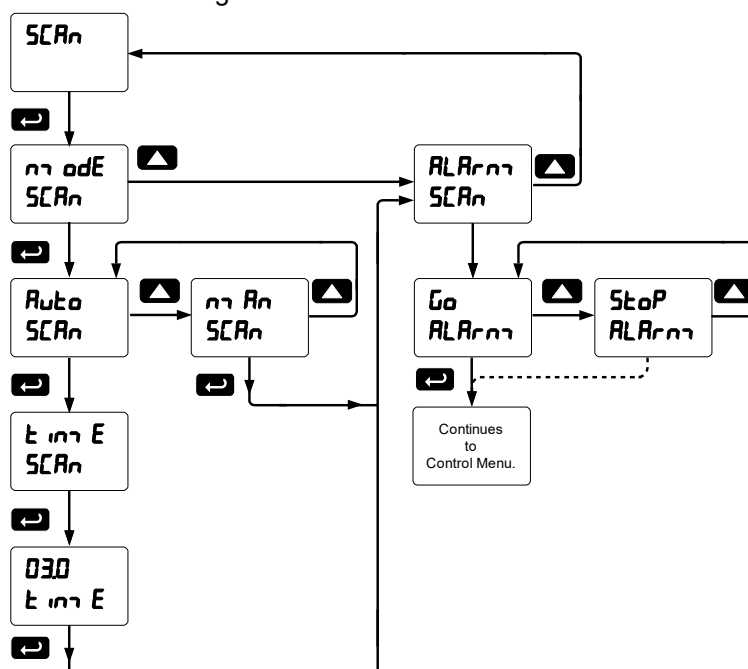 SCAn
modE
SCAn
ALArm
SCAn
Auto
SCAn
mAn
SCAn
Go
ALArm
StoP
ALArm
timE
SCAn
Continues
to
Control Menu.
03.0
timE